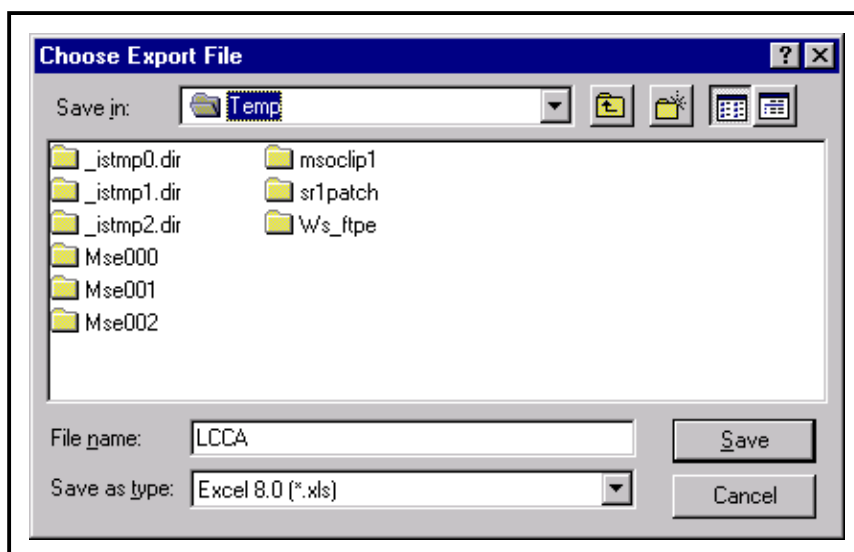 Choose Export File
Save in: Temp
_istmp0.dir msoclip1
_istmp1.dir sr1patch
_istmp2.dir Ws_ftpe
Mse000
Mse001
Mse002
File name: LCCA Save
Save as type: Excel 8.0 (*.xls) Cancel